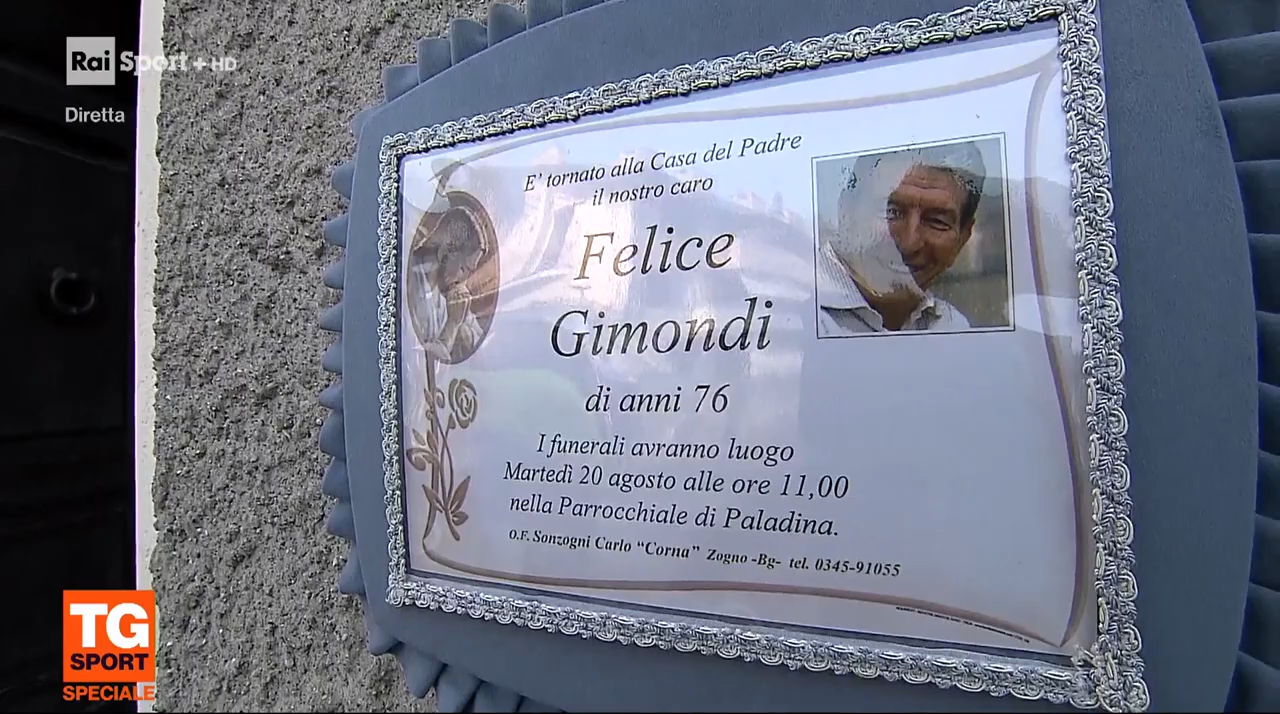 Rai Sport + HD
Diretta
E' tornato alla Casa del Padre
il nostro caro
Felice
Gimondi
di anni 76
I funerali avranno luogo
Martedì 20 agosto alle ore 11,00
nella Parrocchiale di Paladina.
O.F. Sonzogni Carlo "Corna" Zogno -Bg- tel. 0345-91055
TG
SPORT
SPECIALE